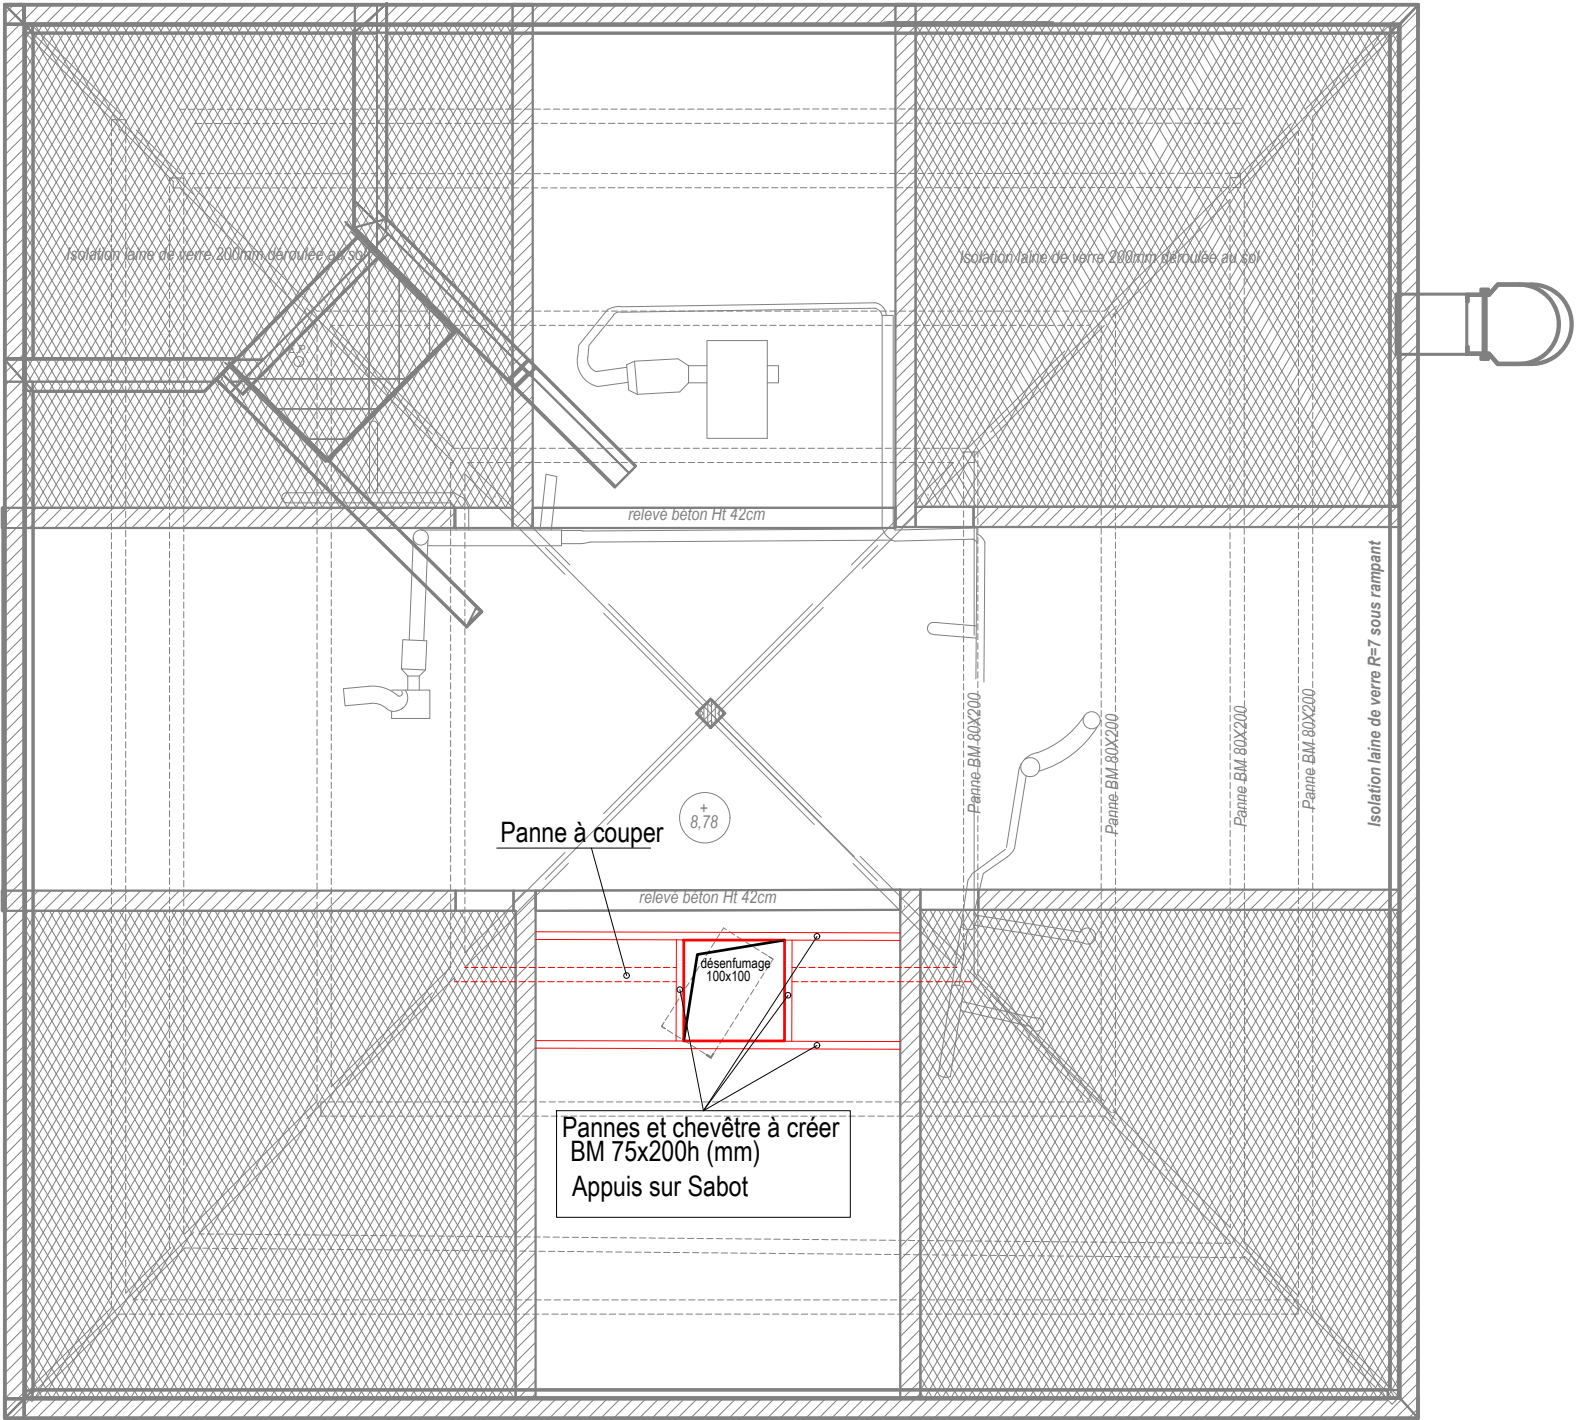 Isolation laine de verre 200mm déroulée au sol
Isolation laine de verre 200mm déroulée au sol
relevé béton Ht 42cm
Isolation laine de verre R=7 sous rampant
Panne BM 80X200
Panne BM 80X200
Panne BM 80X200
Panne BM 80X200
+
8,78
Panne à couper
relevé béton Ht 42cm
désenfumage
100x100
Pannes et chevêtre à créer
BM 75x200h (mm)
Appuis sur Sabot